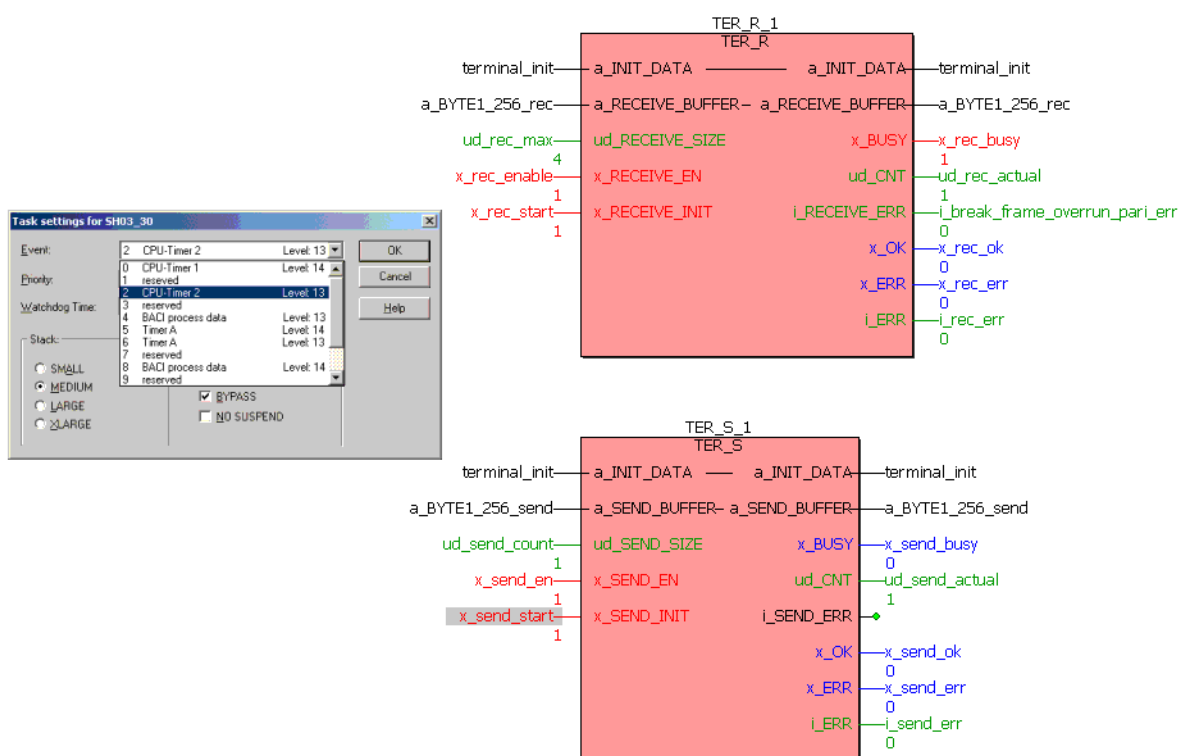 TER_R_1
TER_R
terminal_init a_INIT_DATA a_INIT_DATA terminal_init
a_BYTE1_256_rec a_RECEIVE_BUFFER a_RECEIVE_BUFFER a_BYTE1_256_rec
ud_rec_max ud_RECEIVE_SIZE x_BUSY x_rec_busy
4 1
x_rec_enable x_RECEIVE_EN ud_CNT ud_rec_actual
1 1
x_rec_start x_RECEIVE_INIT i_RECEIVE_ERR i_break_frame_overrun_pari_err
1 0
x_OK x_rec_ok
0
x_ERR x_rec_err
0
i_ERR i_rec_err
0
Task settings for SH03_30
Event: 2 CPU-Timer 2 Level: 13 OK
0 CPU-Timer 1 Level: 14
Priority: 1 reseved Cancel
2 CPU-Timer 2 Level: 13
Watchdog Time: 3 reserved Help
4 BACI process data Level: 13
5 Timer A Level: 14
6 Timer A Level: 13
7 reserved
8 BACI process data Level: 14
9 reserved
Stack:
SMALL
MEDIUM
LARGE
XLARGE
BYPASS
NO SUSPEND
TER_S_1
TER_S
terminal_init a_INIT_DATA a_INIT_DATA terminal_init
a_BYTE1_256_send a_SEND_BUFFER a_SEND_BUFFER a_BYTE1_256_send
ud_send_count ud_SEND_SIZE x_BUSY x_send_busy
1 0
x_send_en x_SEND_EN ud_CNT ud_send_actual
1 1
x_send_start x_SEND_INIT i_SEND_ERR
1
x_OK x_send_ok
0
x_ERR x_send_err
0
i_ERR i_send_err
0